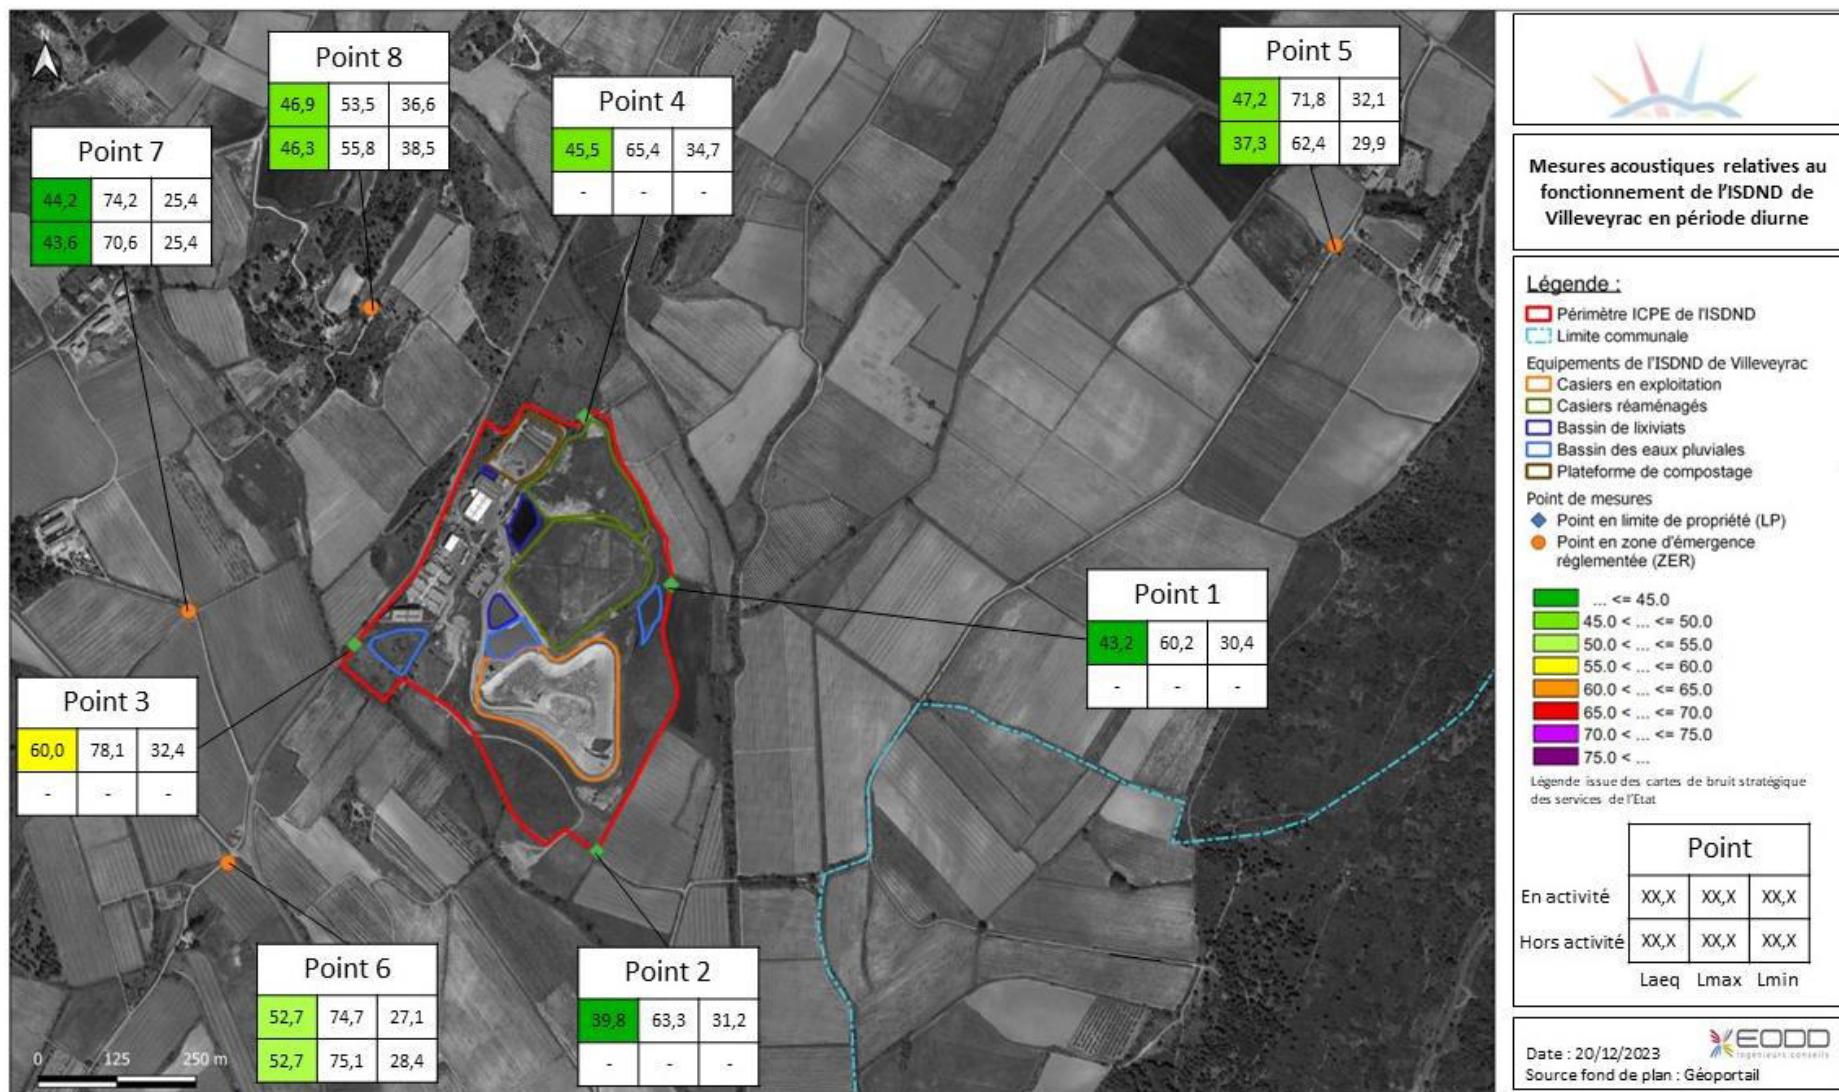 N
Point 8
46,9 53,5 36,6
46,3 55,8 38,5
Point 4
45,5 65,4 34,7
- - -
Point 5
47,2 71,8 32,1
37,3 62,4 29,9
Point 7
44,2 74,2 25,4
43,6 70,6 25,4
Point 1
43,2 60,2 30,4
- - -
Point 3
60,0 78,1 32,4
- - -
Point 6
52,7 74,7 27,1
52,7 75,1 28,4
Point 2
39,8 63,3 31,2
- - -
0 125 250 m
Mesures acoustiques relatives au
fonctionnement de l'ISDND de
Villeveyrac en période diurne
Légende :
Périmètre ICPE de l'ISDND
Limite communale
Equipements de l'ISDND de Villeveyrac
Casiers en exploitation
Casiers réaménagés
Bassin de lixiviats
Bassin des eaux pluviales
Plateforme de compostage
Point de mesures
Point en limite de propriété (LP)
Point en zone d'émergence
réglementée (ZER)
... <= 45.0
45.0 < ... <= 50.0
50.0 < ... <= 55.0
55.0 < ... <= 60.0
60.0 < ... <= 65.0
65.0 < ... <= 70.0
70.0 < ... <= 75.0
75.0 < ...
Légende issue des cartes de bruit stratégique
des services de l'Etat
Point
En activité XX,X XX,X XX,X
Hors activité XX,X XX,X XX,X
Laeq Lmax Lmin
EODD
ingénieurs conseils
Date : 20/12/2023
Source fond de plan : Géoportail